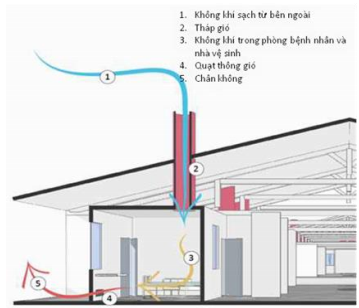 1. Không khí sạch từ bên ngoài
2. Tháp gió
3. Không khí trong phòng bệnh nhân và
nhà vệ sinh
4. Quạt thông gió
5. Chân không
1
2
3
5
4